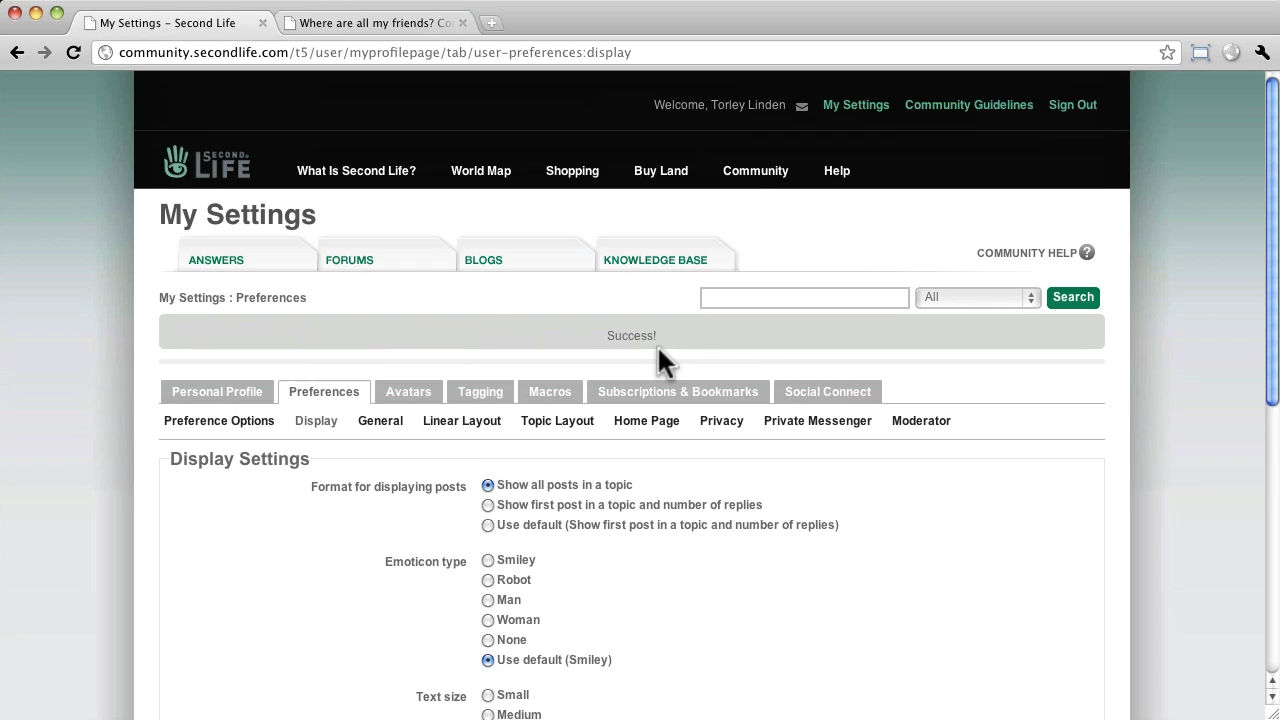 My Settings – Second Life
Where are all my friends? Co
community.secondlife.com/t5/user/myprofilepage/tab/user-preferences:display
Welcome, Torley Linden My Settings Community Guidelines Sign Out
SECOND LIFE
What Is Second Life? World Map Shopping Buy Land Community Help
My Settings
ANSWERS FORUMS BLOGS KNOWLEDGE BASE COMMUNITY HELP ?
My Settings : Preferences All Search
Success!
Personal Profile Preferences Avatars Tagging Macros Subscriptions & Bookmarks Social Connect
Preference Options Display General Linear Layout Topic Layout Home Page Privacy Private Messenger Moderator
Display Settings
Format for displaying posts Show all posts in a topic
Show first post in a topic and number of replies
Use default (Show first post in a topic and number of replies)
Emoticon type Smiley
Robot
Man
Woman
None
Use default (Smiley)
Text size Small
Medium